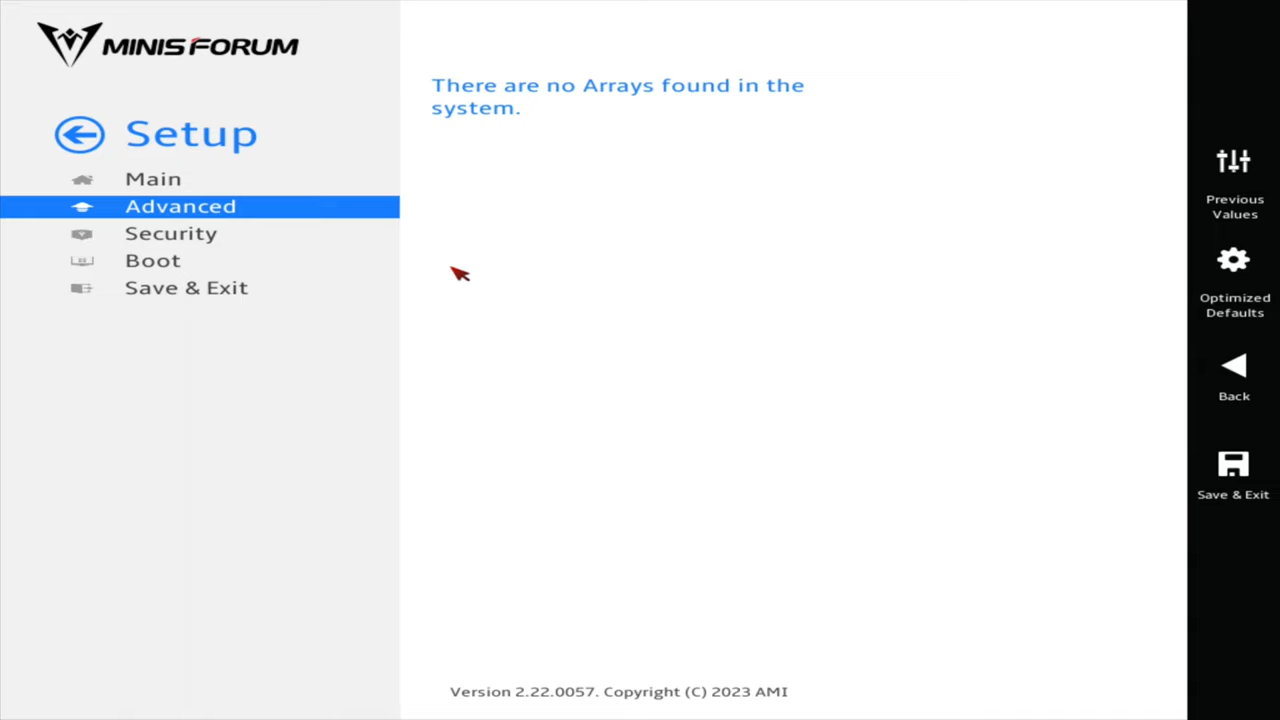 MINISFORUM
Setup
Main
Advanced
Security
Boot
Save & Exit
There are no Arrays found in the
system.
Previous
Values
Optimized
Defaults
Back
Save & Exit
Version 2.22.0057. Copyright (C) 2023 AMI